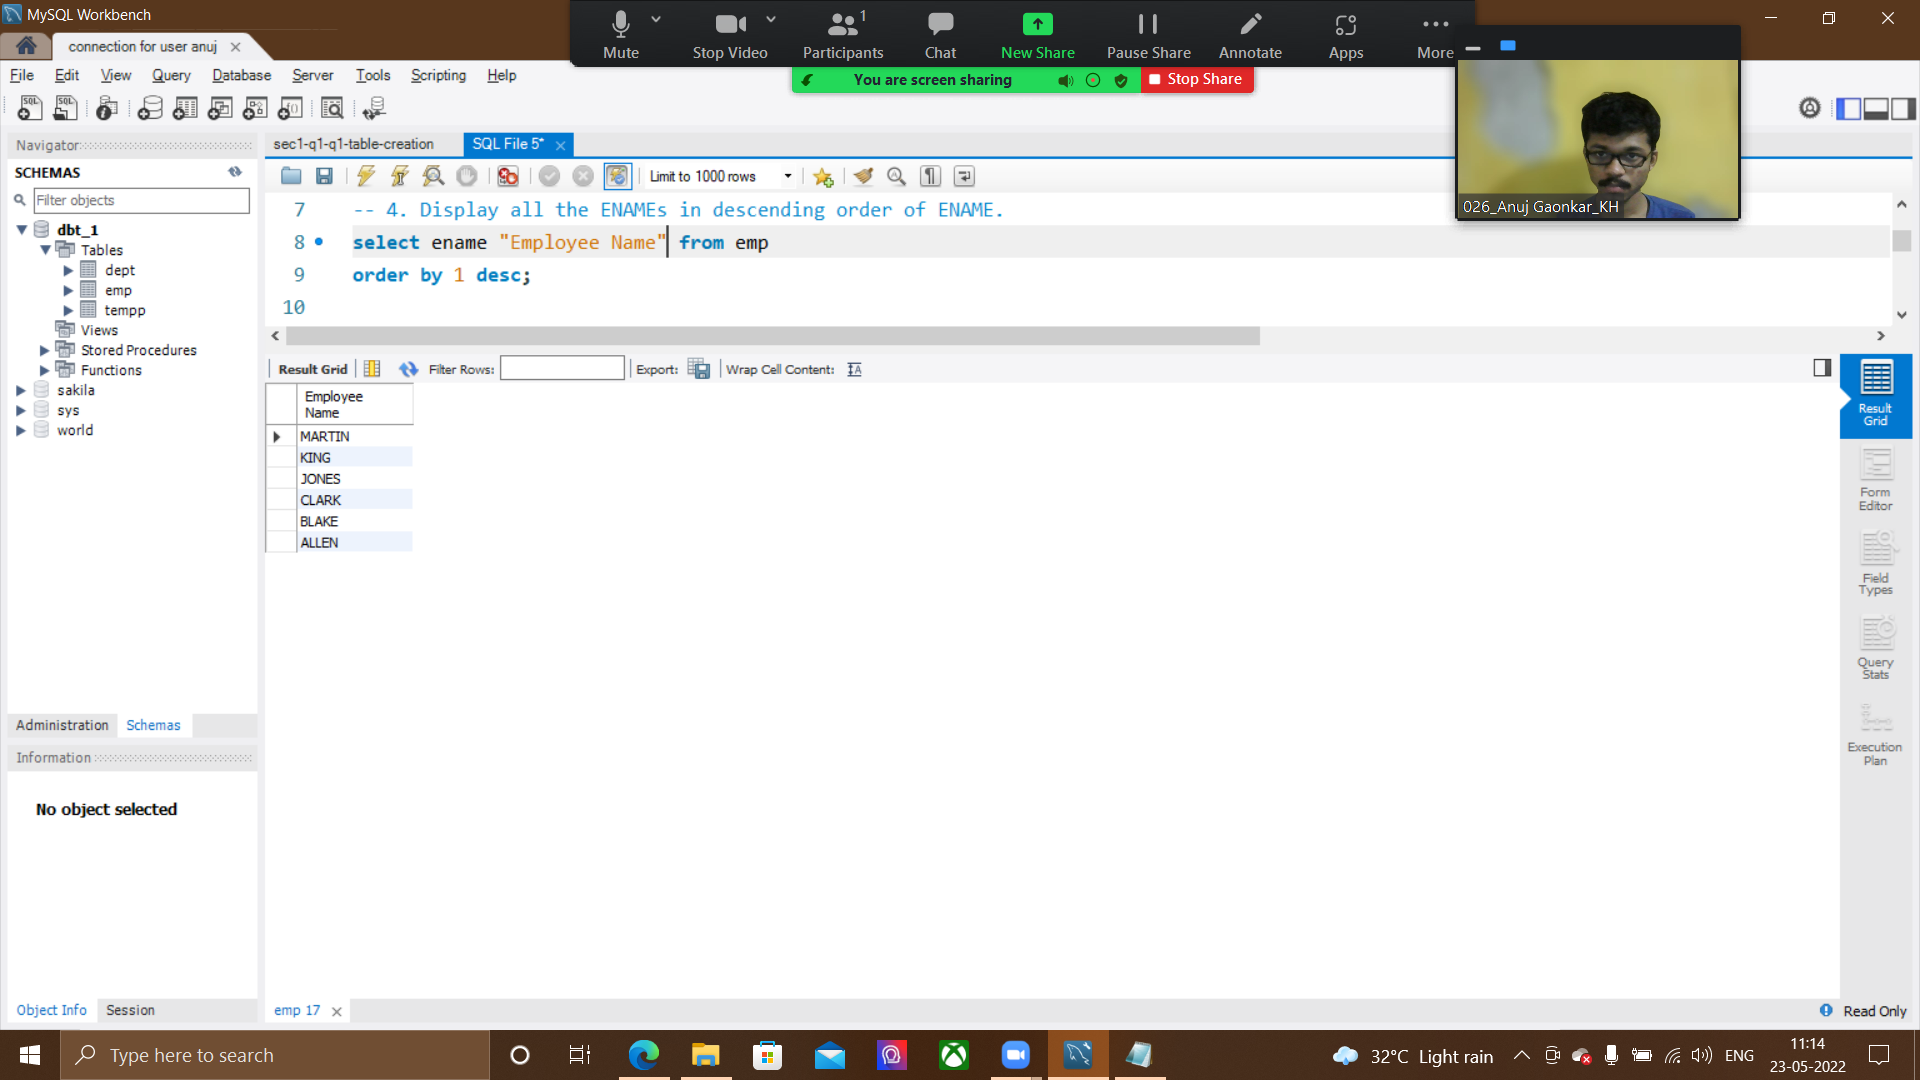 MySQL Workbench
connection for user anuj
Mute
Stop Video
Participants
1
Chat
New Share
Pause Share
Annotate
Apps
More
You are screen sharing
Stop Share
026_Anuj Gaonkar_KH
File Edit View Query Database Server Tools Scripting Help
Navigator
SCHEMAS
Filter objects
dbt_1
Tables
dept
emp
tempp
Views
Stored Procedures
Functions
sakila
sys
world
Administration Schemas
Information
No object selected
Object Info Session
sec1-q1-q1-table-creation
SQL File 5*
Limit to 1000 rows
7 -- 4. Display all the ENAMEs in descending order of ENAME.
8 select ename "Employee Name" from emp
9 order by 1 desc;
10
Result Grid
Filter Rows:
Export:
Wrap Cell Content:
Employee
Name
MARTIN
KING
JONES
CLARK
BLAKE
ALLEN
Result
Grid
Form
Editor
Field
Types
Query
Stats
Execution
Plan
emp 17
Read Only
Type here to search
32°C Light rain
ENG
11:14
23-05-2022